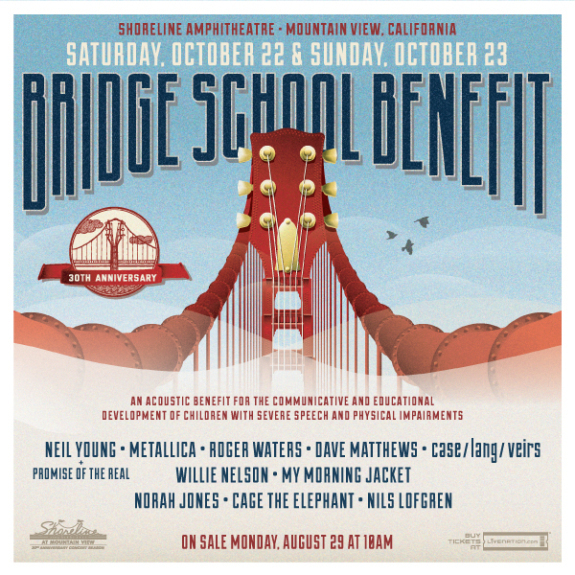 SHORELINE AMPHITHEATRE • MOUNTAIN VIEW, CALIFORNIA
SATURDAY, OCTOBER 22 & SUNDAY, OCTOBER 23
BRIDGE SCHOOL BENEFIT
30TH ANNIVERSARY
AN ACOUSTIC BENEFIT FOR THE COMMUNICATIVE AND EDUCATIONAL
DEVELOPMENT OF CHILDREN WITH SEVERE SPEECH AND PHYSICAL IMPAIRMENTS
NEIL YOUNG • METALLICA • ROGER WATERS • DAVE MATTHEWS • case/lang/veirs
+
PROMISE OF THE REAL
WILLIE NELSON • MY MORNING JACKET
NORAH JONES • CAGE THE ELEPHANT • NILS LOFGREN
Shoreline
AT MOUNTAIN VIEW
ON SALE MONDAY, AUGUST 29 AT 10AM
BUY
TICKETS
AT
LIVENATION.com